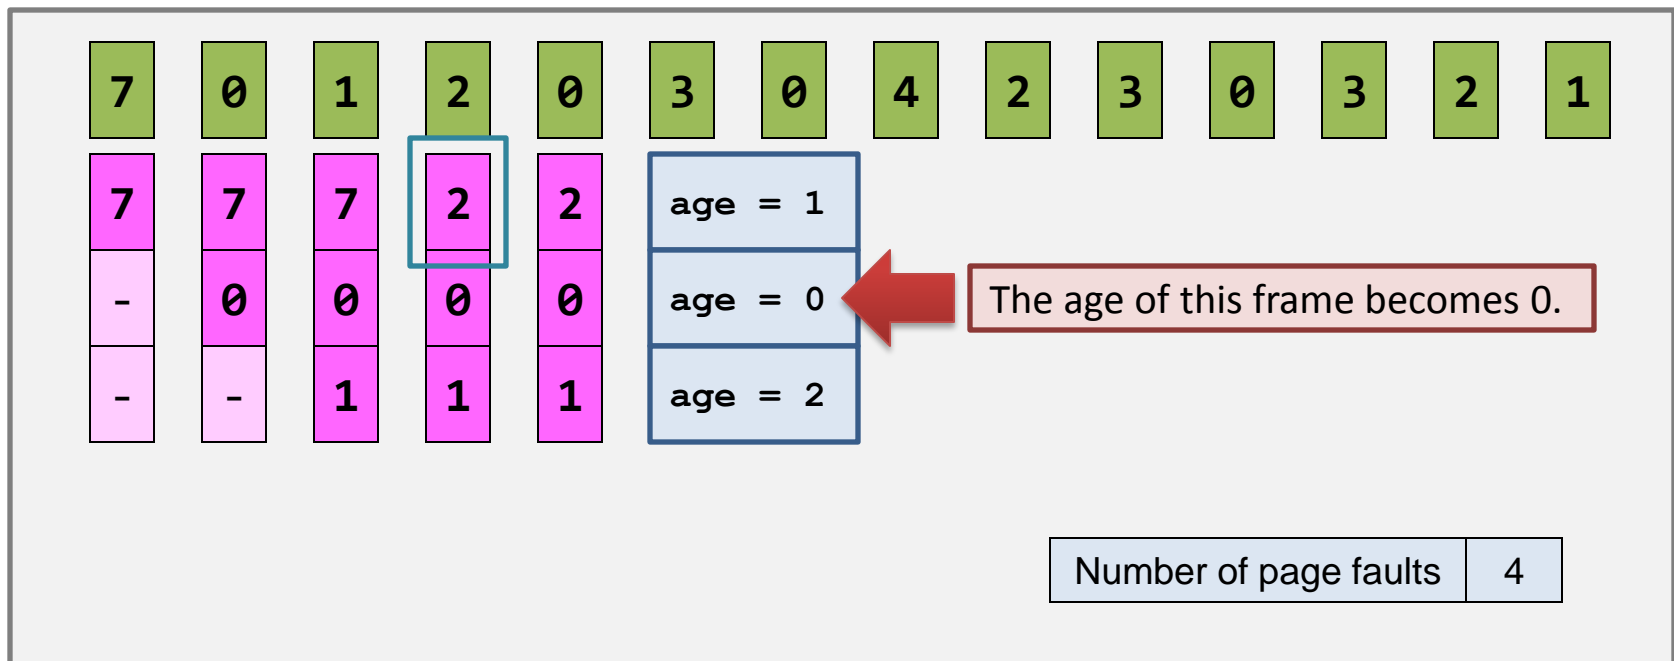 7 0 1 2 0 3 0 4 2 3 0 3 2 1
7 7 7 2 2 age = 1
- 0 0 0 0 age = 0 The age of this frame becomes 0.
- - 1 1 1 age = 2
Number of page faults 4